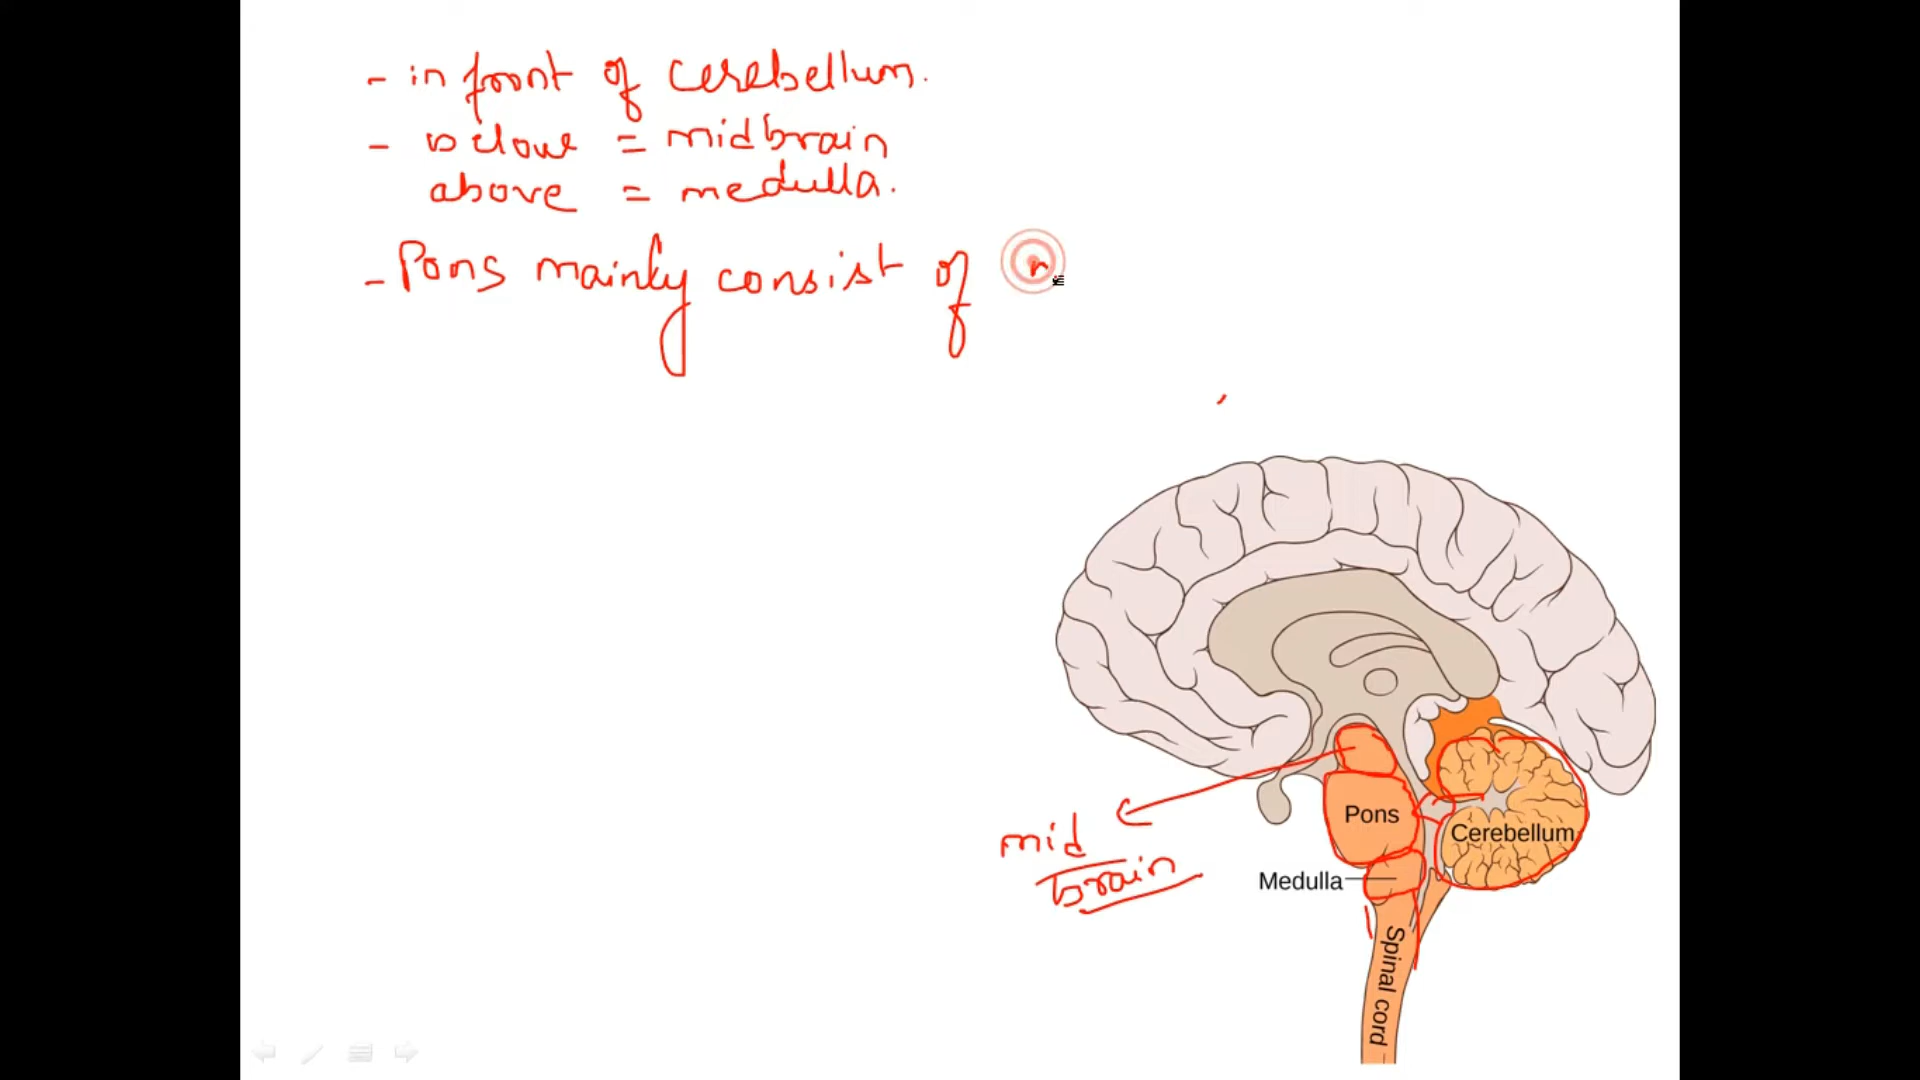 - in front of cerebellum.
- below = midbrain
above = medulla.
- Pons mainly consist of n
Pons
Cerebellum
mid
brain
Medulla
Spinal cord